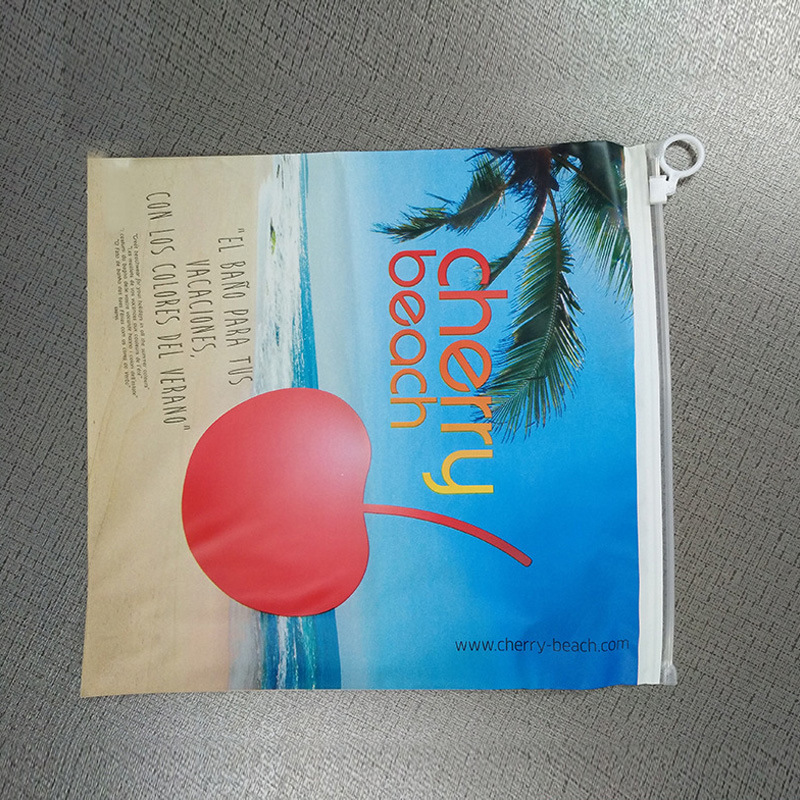 cherry
beach
"EL BAÑO PARA TUS
VACACIONES,
CON LOS COLORES DEL VERANO"
www.cherry-beach.com